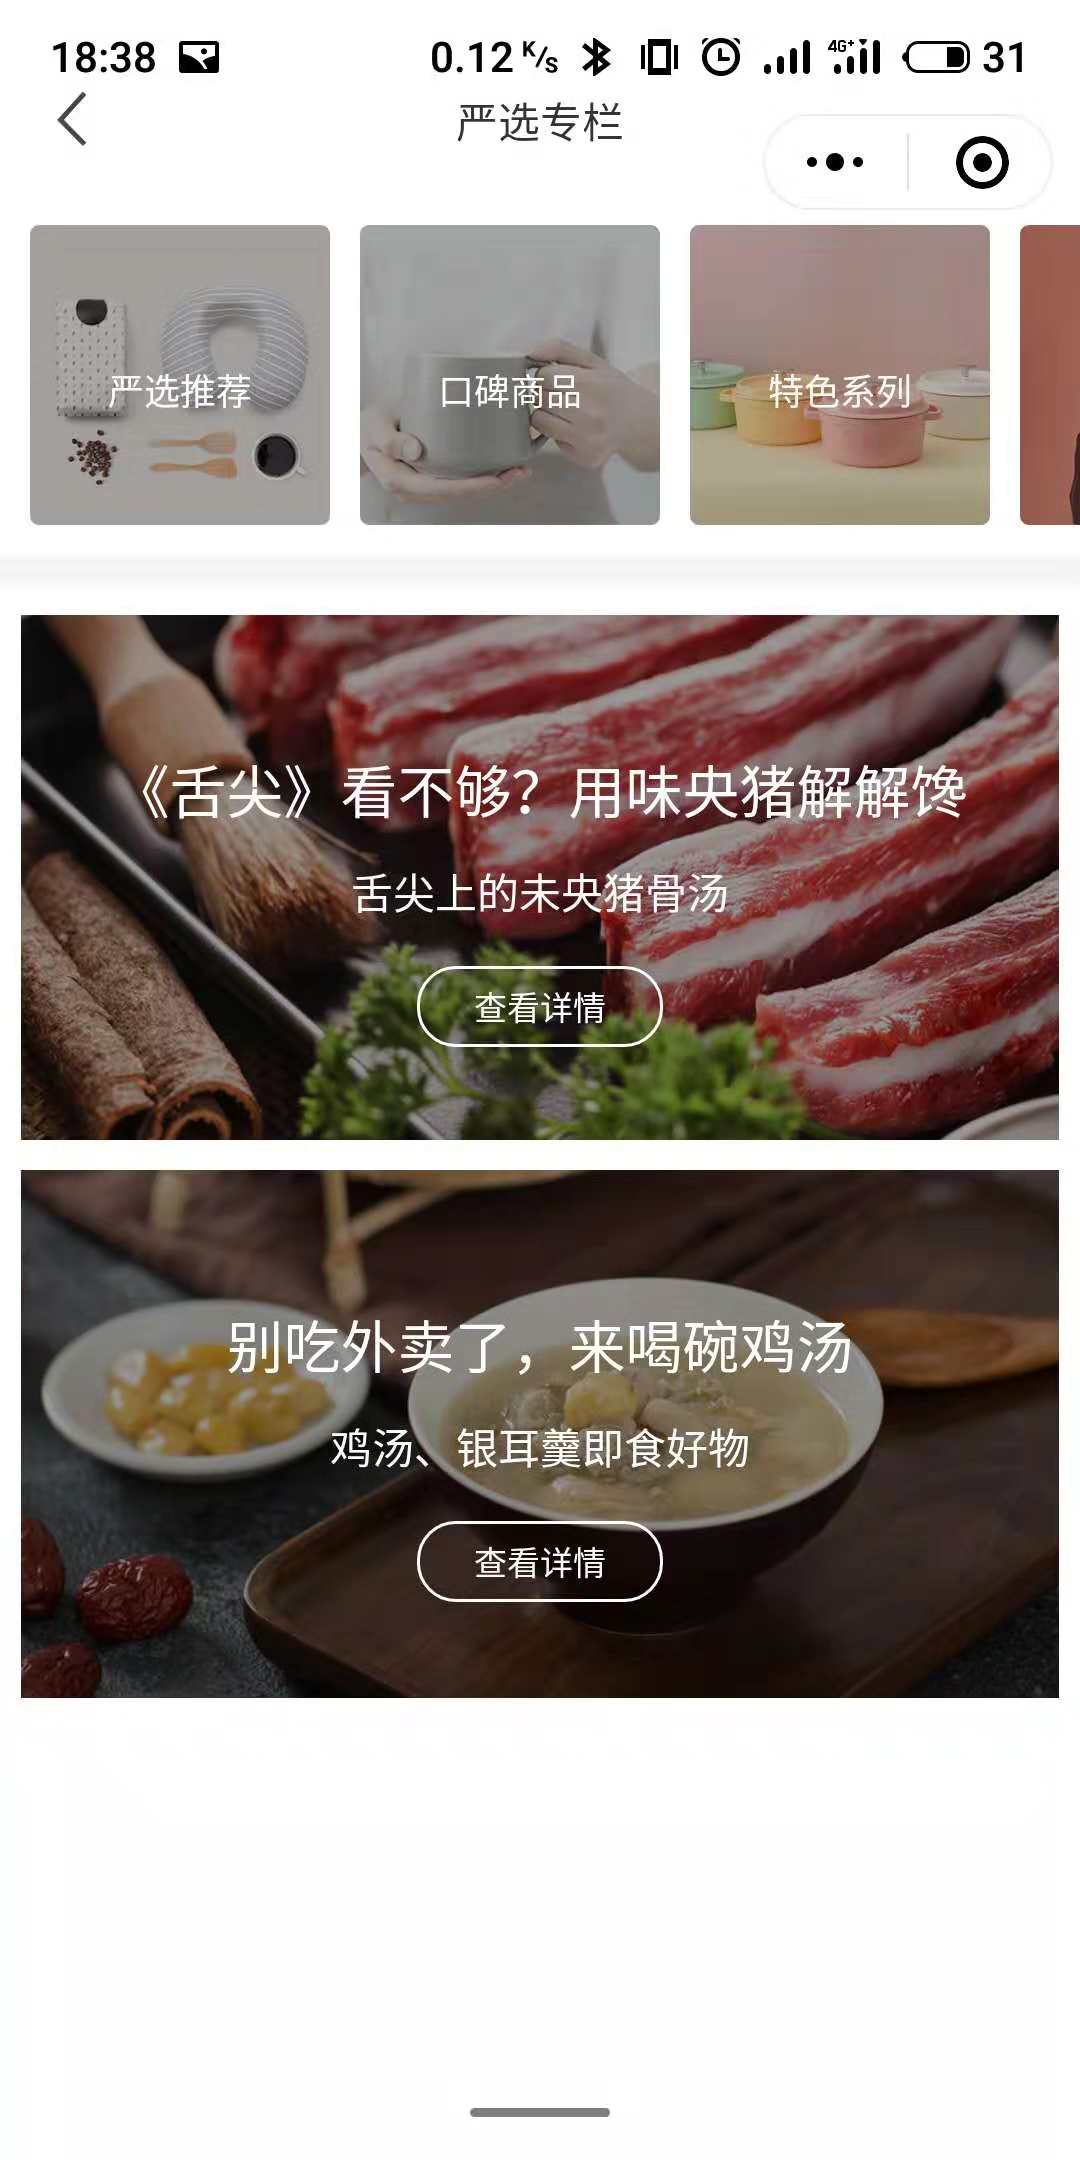 18:38
0.12 K/s 4G+ 31
严选专栏
严选推荐
口碑商品
特色系列
《舌尖》看不够？用味央猪解解馋
舌尖上的未央猪骨汤
查看详情
别吃外卖了，来喝碗鸡汤
鸡汤、银耳羹即食好物
查看详情